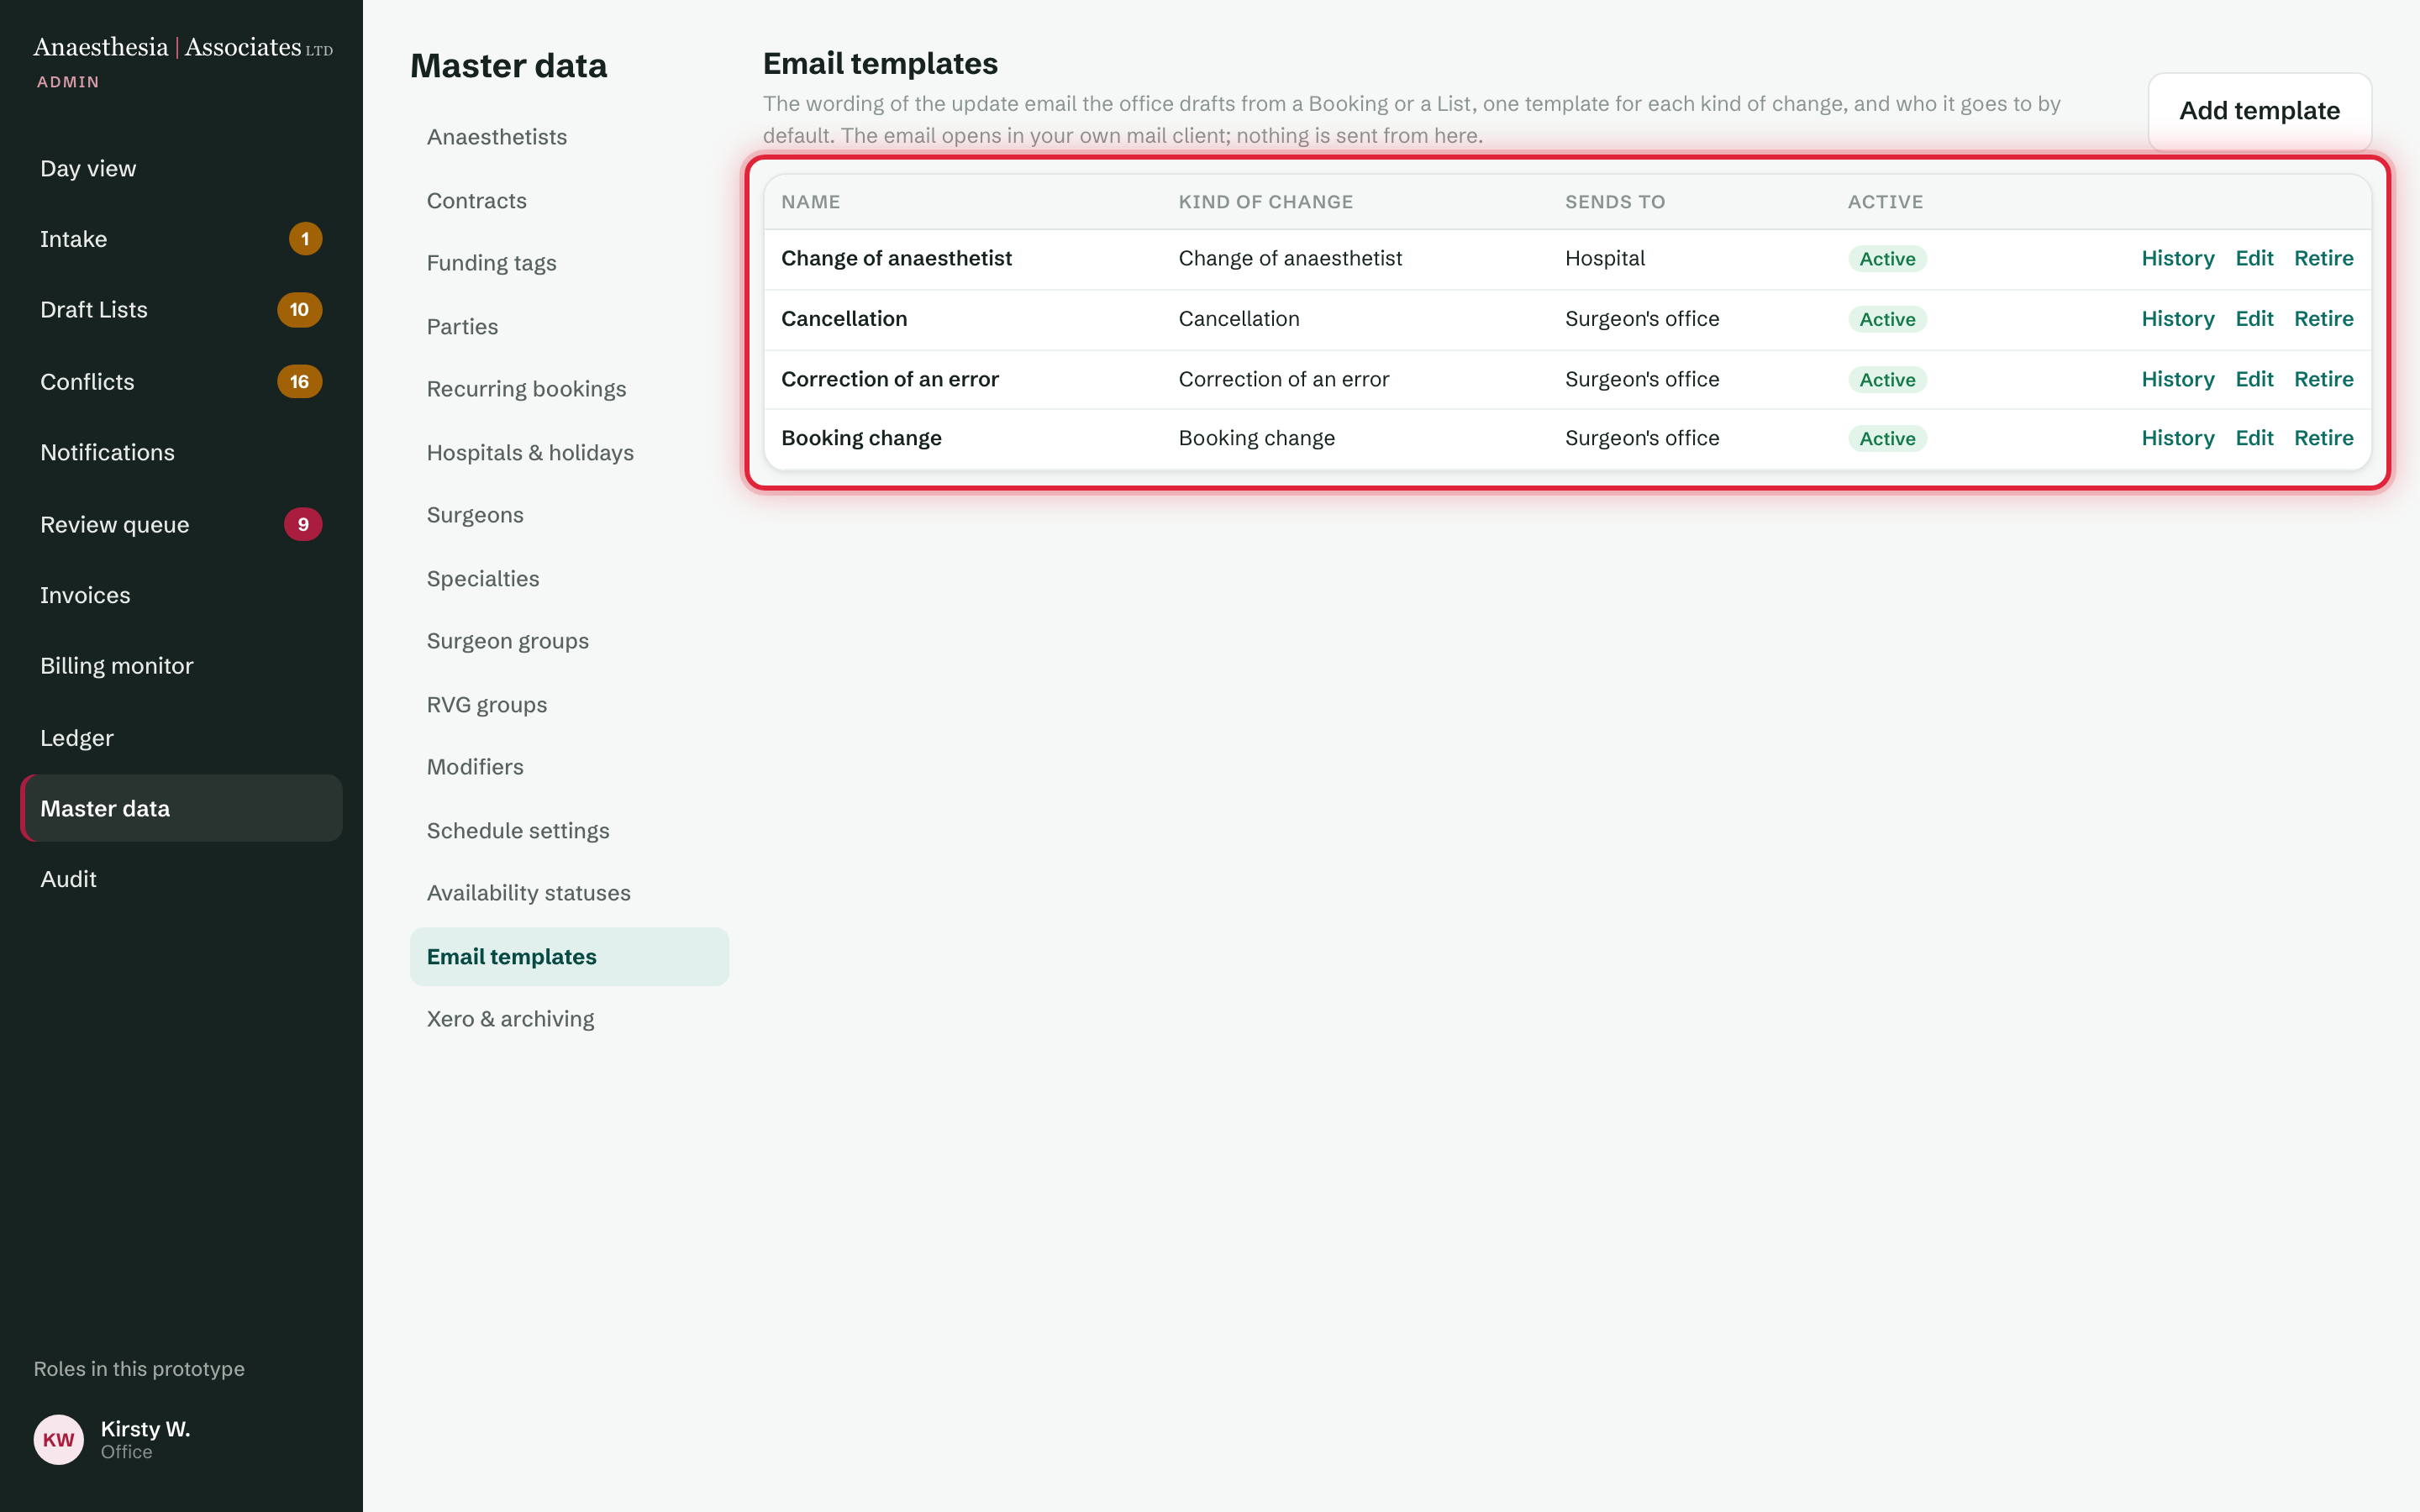 Anaesthesia | Associates LTD
ADMIN
Day view
Intake 1
Draft Lists 10
Conflicts 16
Notifications
Review queue 9
Invoices
Billing monitor
Ledger
Master data
Audit
Roles in this prototype
KW
Kirsty W.
Office
Master data
Anaesthetists
Contracts
Funding tags
Parties
Recurring bookings
Hospitals & holidays
Surgeons
Specialties
Surgeon groups
RVG groups
Modifiers
Schedule settings
Availability statuses
Email templates
Xero & archiving
Email templates
The wording of the update email the office drafts from a Booking or a List, one template for each kind of change, and who it goes to by
default. The email opens in your own mail client; nothing is sent from here.
Add template
NAME KIND OF CHANGE SENDS TO ACTIVE
Change of anaesthetist Change of anaesthetist Hospital Active History Edit Retire
Cancellation Cancellation Surgeon's office Active History Edit Retire
Correction of an error Correction of an error Surgeon's office Active History Edit Retire
Booking change Booking change Surgeon's office Active History Edit Retire